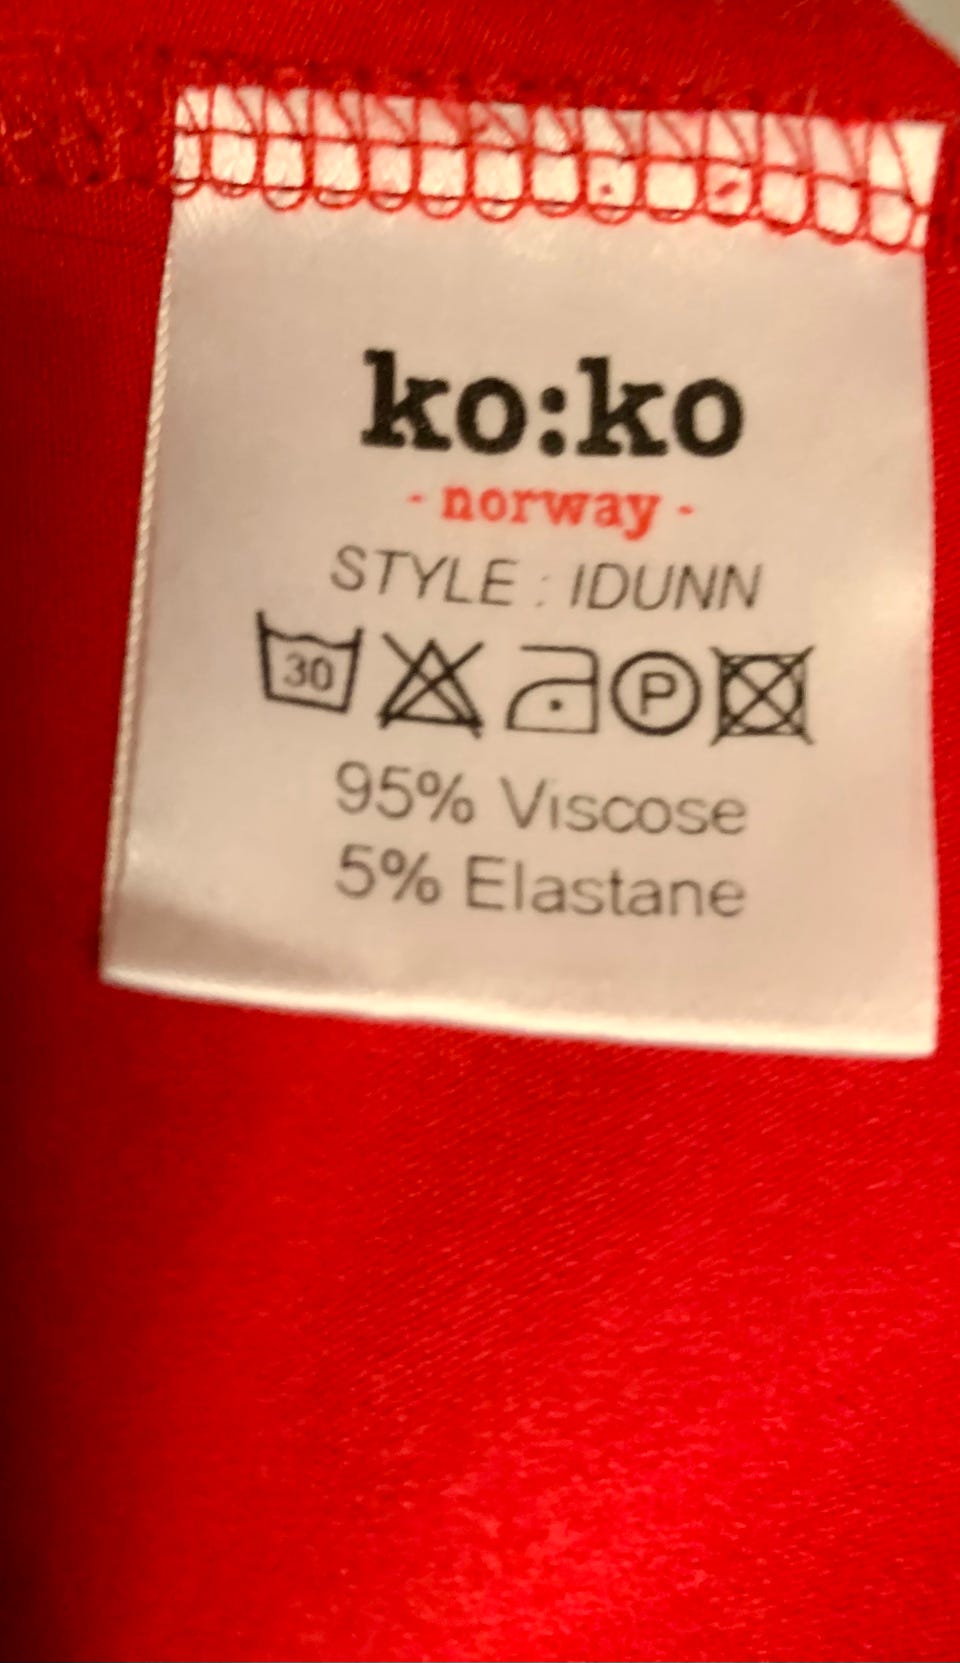 ko:ko
- norway -
STYLE : IDUNN
30 P
95% Viscose
5% Elastane